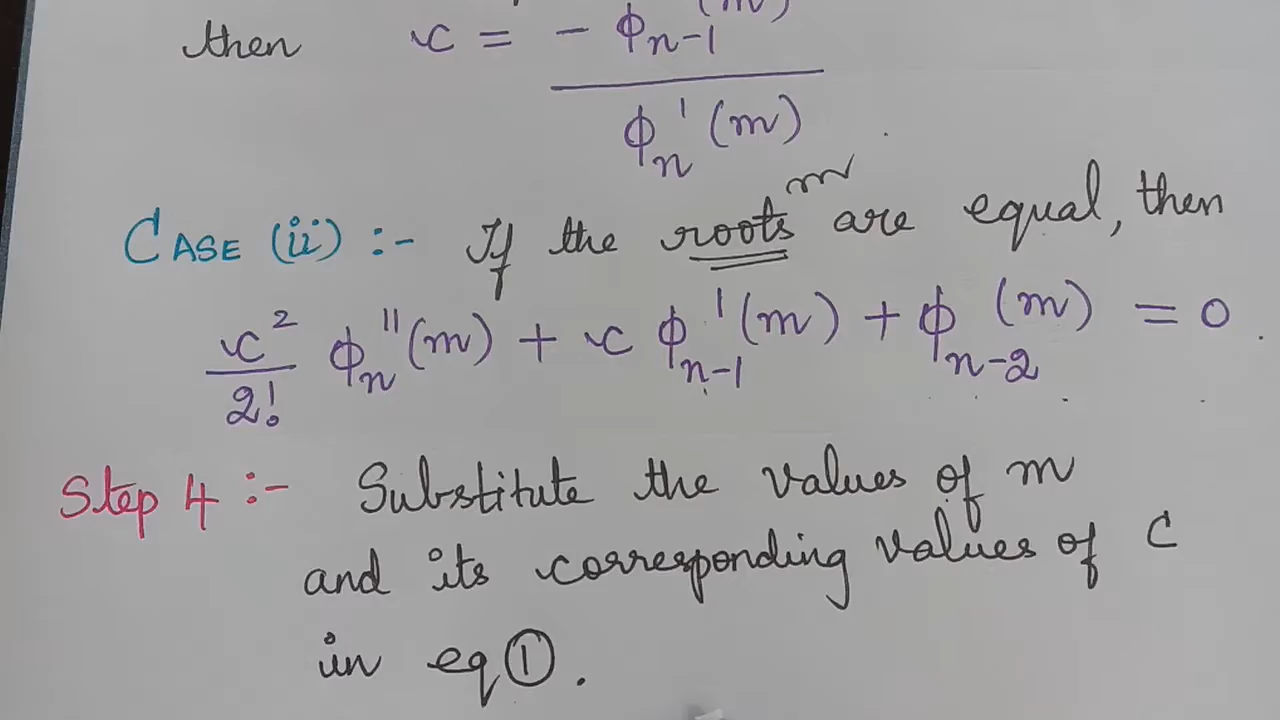 then c = - ϕn-1 (m)
ϕn' (m)
CASE (ii) :- If the roots m are equal, then
c²/2! ϕn''(m) + c ϕ'n-1 (m) + ϕn-2 (m) = 0
Step 4 :- Substitute the values of m
and its corresponding values of C
in eq ①.